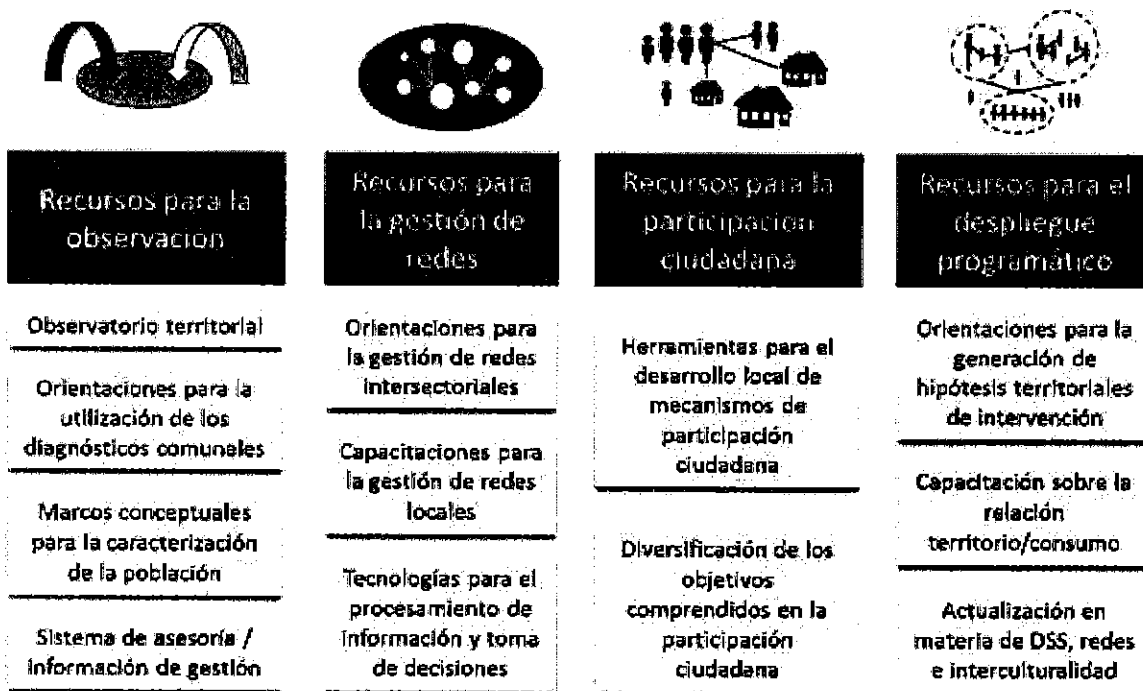 Recursos para la
observación
Observatorio territorial
Orientaciones para la
utilización de los
diagnósticos comunales
Marcos conceptuales
para la caracterización
de la población
Sistema de asesoría /
información de gestión
Recursos para
la gestión de
redes
Orientaciones para
la gestión de redes
intersectoriales
Capacitaciones para
la gestión de redes
locales
Tecnologías para el
procesamiento de
información y toma
de decisiones
Recursos para la
participacion
ciudadana
Herramientas para el
desarrollo local de
mecanismos de
participación
ciudadana
Diversificación de los
objetivos
comprendidos en la
participación
ciudadana
Recursos para el
despliegue
programático
Orientaciones para la
generación de
hipótesis territoriales
de intervención
Capacitación sobre la
relación
territorio/consumo
Actualización en
materia de DSS, redes
e interculturalidad